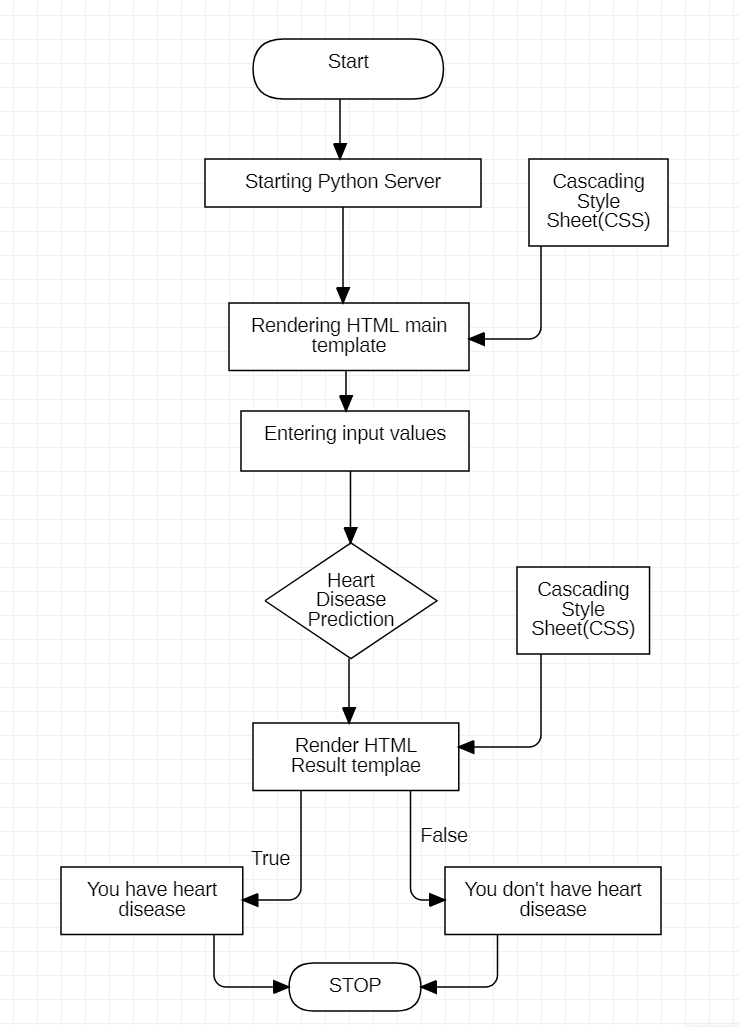 Start
Starting Python Server
Cascading
Style
Sheet(CSS)
Rendering HTML main
template
Entering input values
Heart
Disease
Prediction
Cascading
Style
Sheet(CSS)
Render HTML
Result templae
True
False
You have heart
disease
You don't have heart
disease
STOP